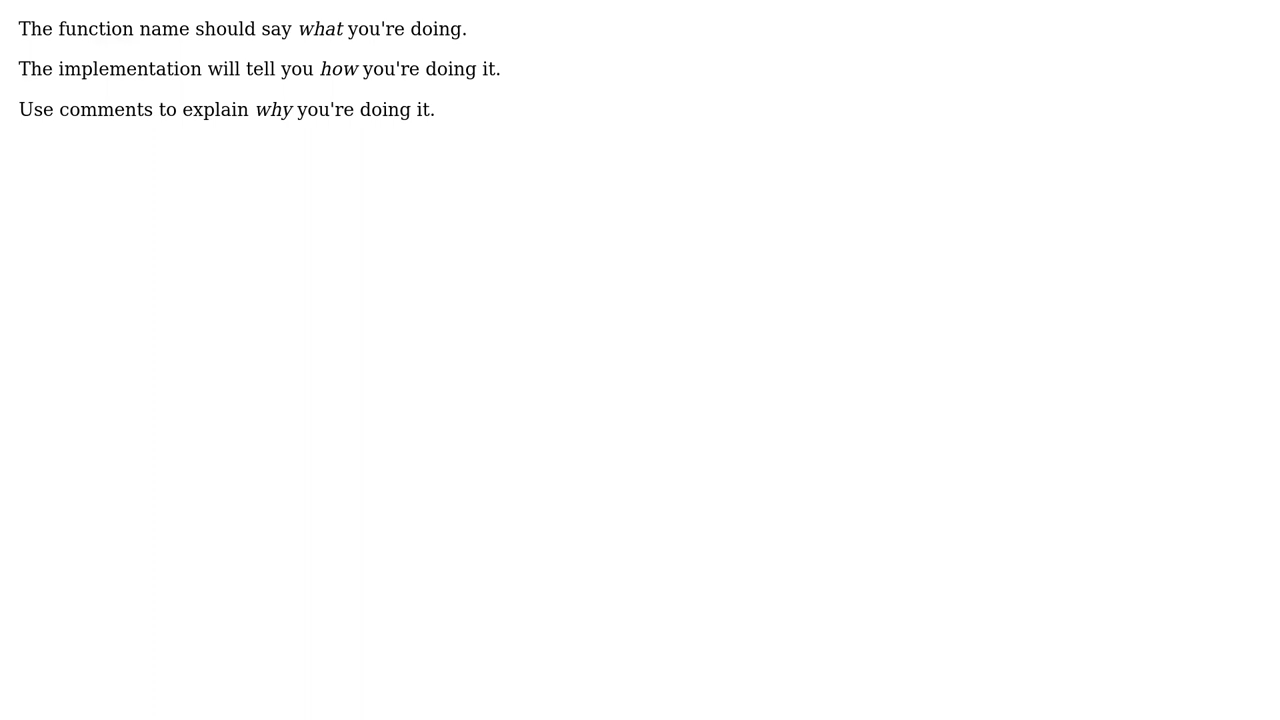 The function name should say what you're doing.
The implementation will tell you how you're doing it.
Use comments to explain why you're doing it.